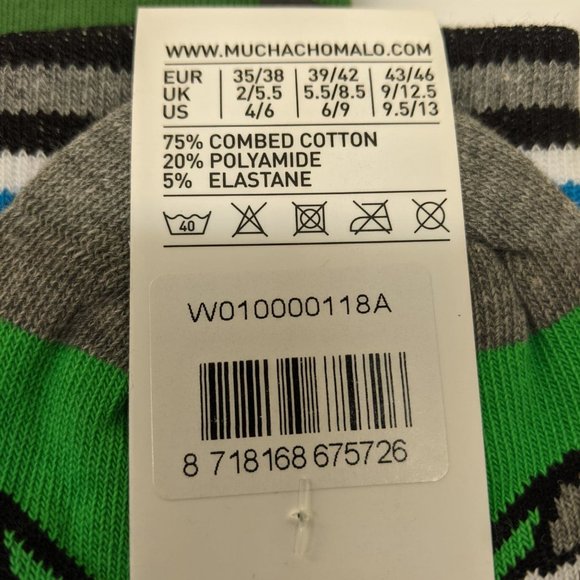 WWW.MUCHACHOMALO.COM
EUR 35/38 39/42 43/46
UK 2/5.5 5.5/8.5 9/12.5
US 4/6 6/9 9.5/13
75% COMBED COTTON
20% POLYAMIDE
5% ELASTANE
40
W010000118A
8 718168 675726